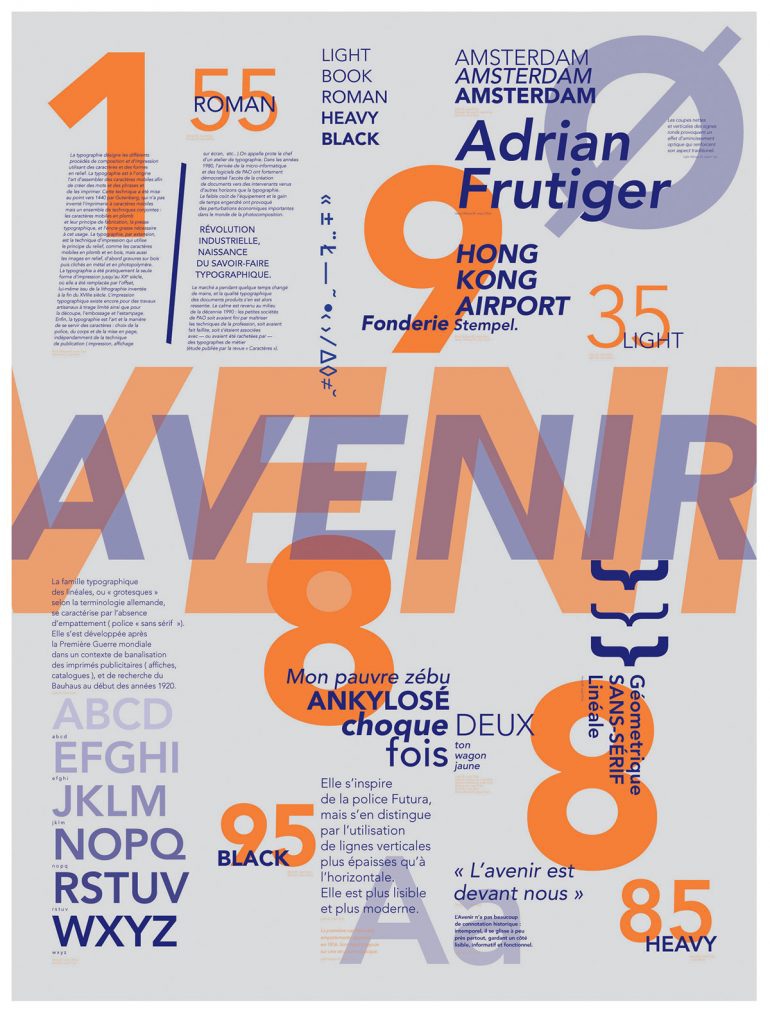 1
55
ROMAN
LIGHT
BOOK
ROMAN
HEAVY
BLACK
AMSTERDAM
AMSTERDAM
AMSTERDAM
Adrian
Frutiger
Ø
Les coupes nettes
et verticales des lignes
ronds provoquent un
effet d'amincissement
optique qui renforcent
son aspect traditionnel.
La typographie désigne les différents
procédés de composition et d'impression
utilisant des caractères et des formes
en relief. La typographie est à l'origine
l'art d'assembler des caractères mobiles afin
de créer des mots et des phrases et
de les imprimer. Cette technique a été mise
au point vers 1440 par Gutenberg, qui n'a pas
inventé l'imprimerie à caractères mobiles
mais un ensemble de techniques conjointes :
les caractères mobiles en plomb
et leur principe de fabrication, la presse
typographique, et l'encre grasse nécessaire
à cet usage. La typographie, par extension,
est la technique d'impression qui utilise
le principe du relief, comme les caractères
mobiles en plomb et en bois, mais aussi
les images en relief, d'abord gravures sur bois
puis clichés en métal et en photopolymère.
La typographie a été pratiquement la seule
forme d'impression jusqu'au XXe siècle,
où elle a été remplacée par l'offset,
lui-même issu de la lithographie inventée
à la fin du XVIIIe siècle. L'impression
typographique existe encore pour des travaux
artisanaux à tirage limité ainsi que pour
la découpe, l'embossage et l'estampage.
Enfin, la typographie est l'art et la manière
de se servir des caractères : choix de la
police, du corps et de la mise en page,
indépendamment de la technique
de publication ( impression, affichage
sur écran, etc...) On appelle prote le chef
d'un atelier de typographie. Dans les années
1980, l'arrivée de la micro-informatique
et des logiciels de PAO ont fortement
démocratisé l'accès à la création
de documents vers des intervenants venus
d'autres horizons que la typographie.
Le faible coût de l'équipement et le gain
de temps engendré ont provoqué
des perturbations économiques importantes
dans le monde de la photocomposition.
RÉVOLUTION
INDUSTRIELLE,
NAISSANCE
DU SAVOIR-FAIRE
TYPOGRAPHIQUE.
Le marché a pendant quelque temps changé
de mains, et la qualité typographique
des documents produits s'en est alors
ressentie. Le calme est revenu au milieu
de la décennie 1990 : les petites sociétés
de PAO soit avaient fini par maîtriser
les techniques de la profession, soit avaient
fait faillite, soit s'étaient associées
avec — ou avaient été rachetées par —
des typographes de métier
(étude publiée par la revue « Caractères »).
9
HONG
KONG
AIRPORT
Fonderie Stempel.
35
LIGHT
AVENIR
VENI
8
La famille typographique
des linéales, ou « grotesques »
selon la terminologie allemande,
se caractérise par l'absence
d'empattement ( police « sans sérif »).
Elle s'est développée après
la Première Guerre mondiale
dans un contexte de banalisation
des imprimés publicitaires ( affiches,
catalogues ), et de recherche du
Bauhaus au début des années 1920.
} } }
Géometrique
SANS-SÉRIF
Linéale
Mon pauvre zébu
ANKYLOSÉ
choque DEUX
fois
ton
wagon
jaune
8
ABCD
a b c d
EFGHI
e f g h i
JKLM
j k l m
NOPQ
n o p q
RSTUV
r s t u v
WXYZ
w x y z
95
BLACK
Elle s'inspire
de la police Futura,
mais s'en distingue
par l'utilisation
de lignes verticales
plus épaisses qu'à
l'horizontale.
Elle est plus lisible
et plus moderne.
Aa
« L'avenir est
devant nous »
L'Avenir n'a pas beaucoup
de connotation historique :
intemporel, il se glisse à peu
près partout, gardant un côté
lisible, informatif et fonctionnel.
85
HEAVY